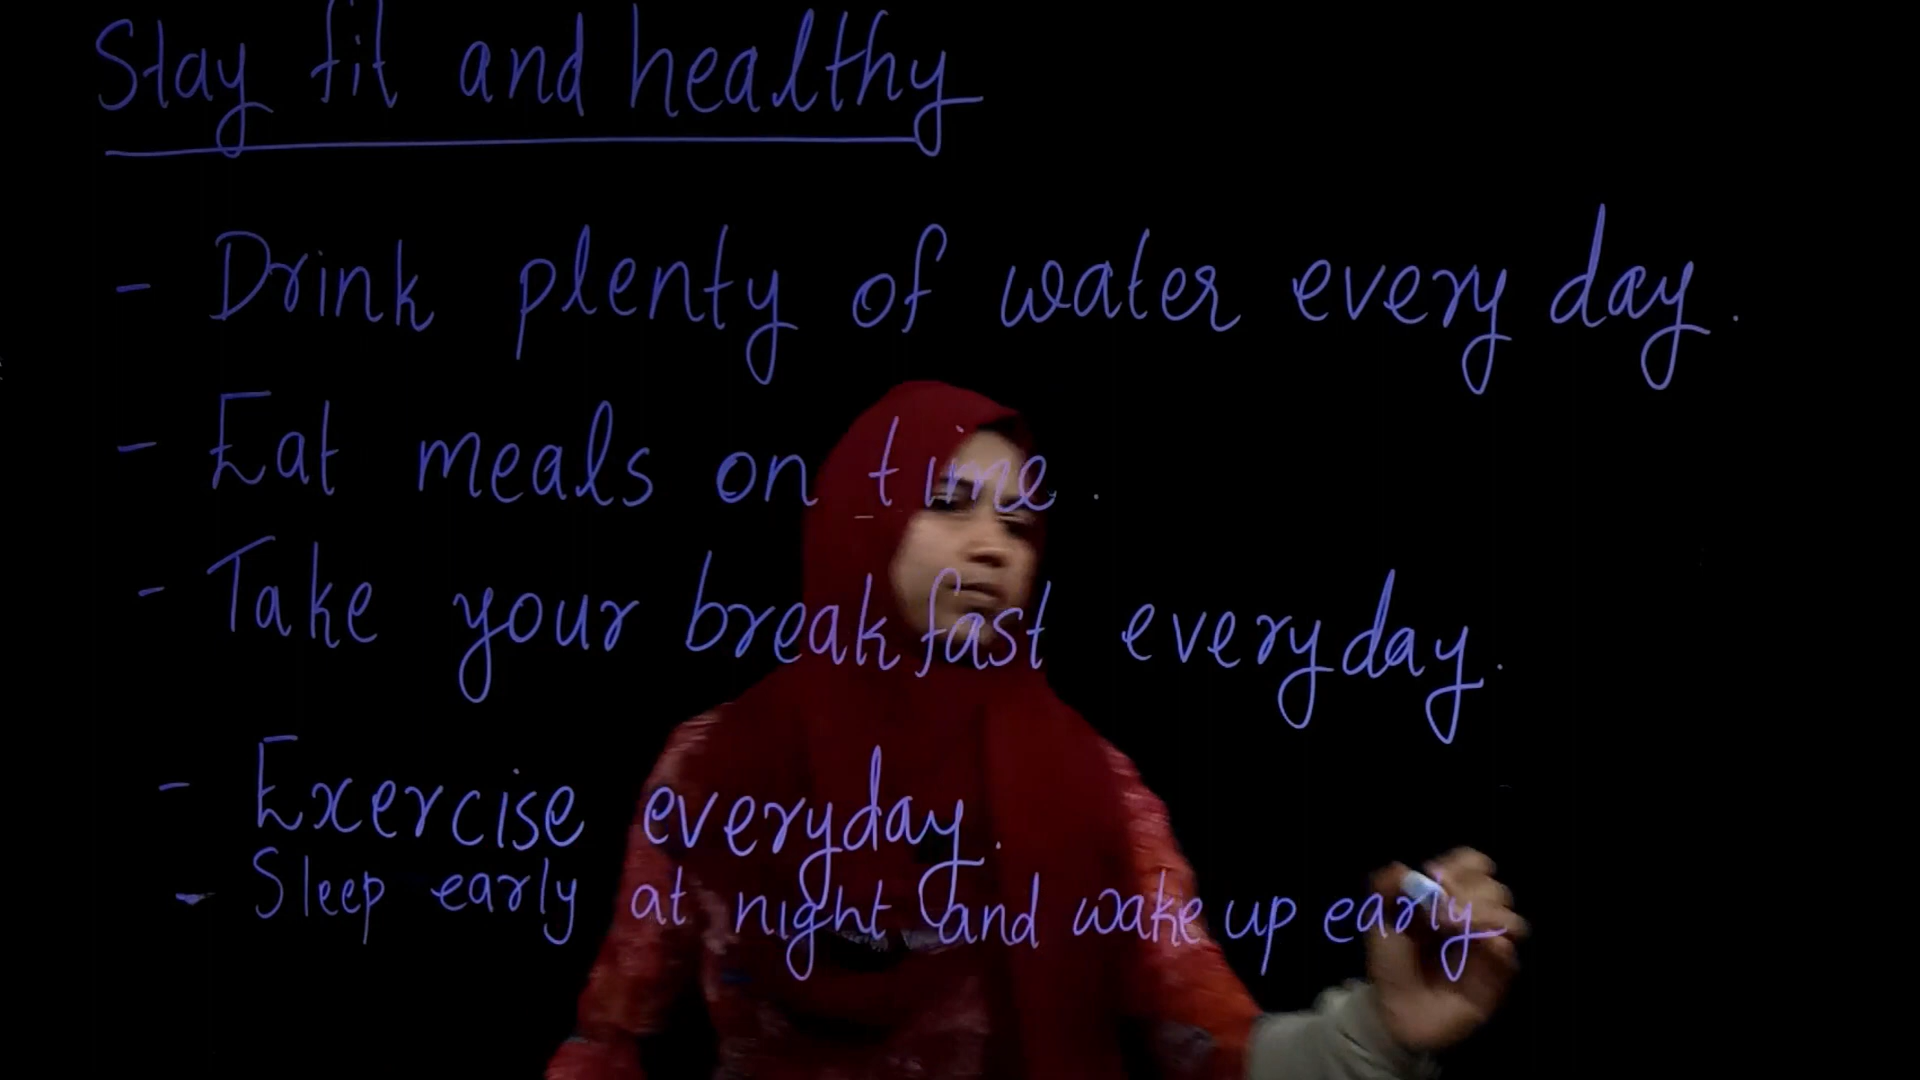 Stay fit and healthy
- Drink plenty of water every day.
- Eat meals on time.
- Take your breakfast everyday.
- Exercise everyday.
- Sleep early at night and wake up early